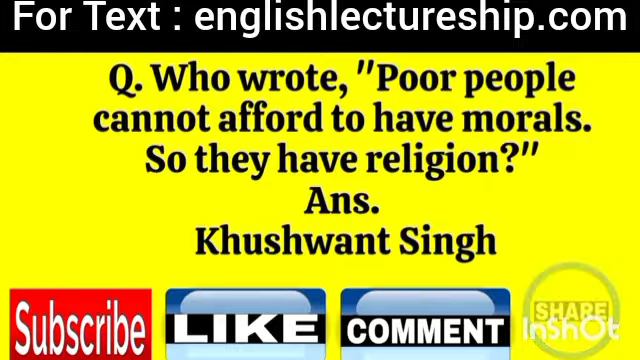 For Text : englishlectureship.com
Q. Who wrote, "Poor people
cannot afford to have morals.
So they have religion?"
Ans.
Khushwant Singh
Subscribe
LIKE
COMMENT
SHARE
InShOt